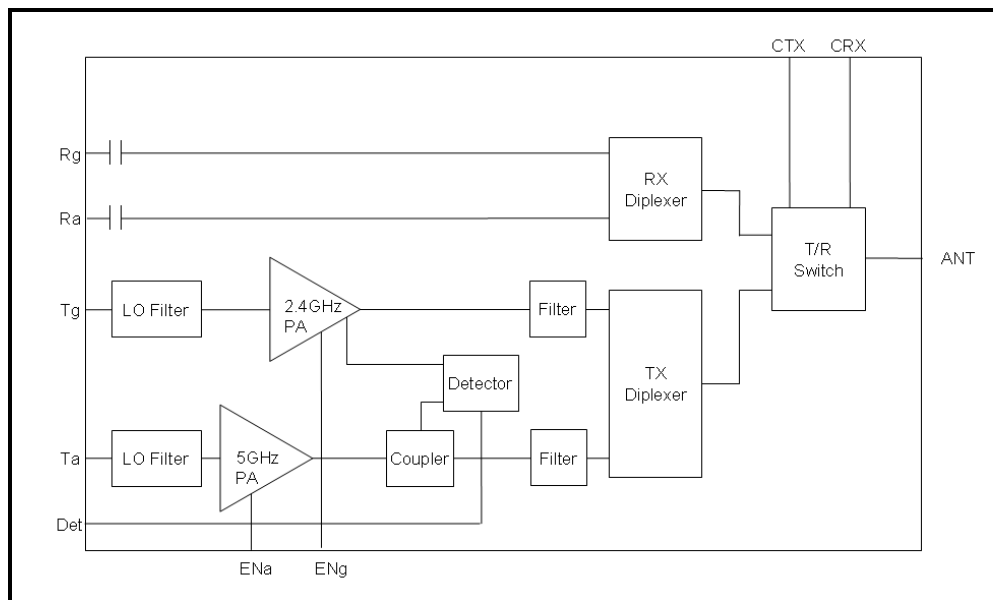 CTX CRX
Rg
RX
Diplexer
Ra
T/R
Switch
ANT
Tg
LO Filter
2.4GHz
PA
Filter
Detector
TX
Diplexer
Ta
LO Filter
5GHz
PA
Coupler
Filter
Det
ENa ENg